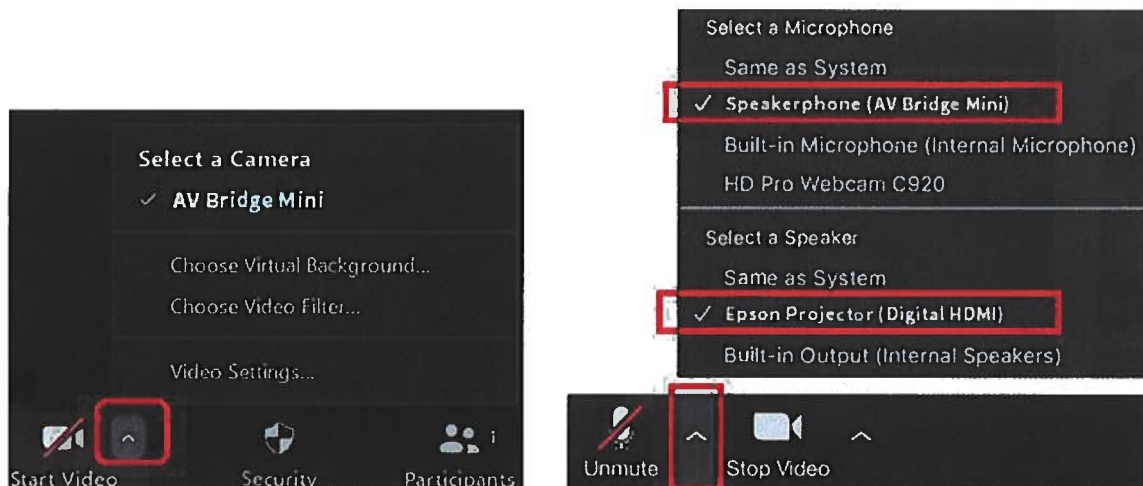 Select a Camera
✓ AV Bridge Mini
Choose Virtual Background...
Choose Video Filter...
Video Settings...
Start Video
Security
Participants
1
Select a Microphone
Same as System
✓ Speakerphone (AV Bridge Mini)
Built-in Microphone (Internal Microphone)
HD Pro Webcam C920
Select a Speaker
Same as System
✓ Epson Projector (Digital HDMI)
Built-in Output (Internal Speakers)
Unmute
Stop Video